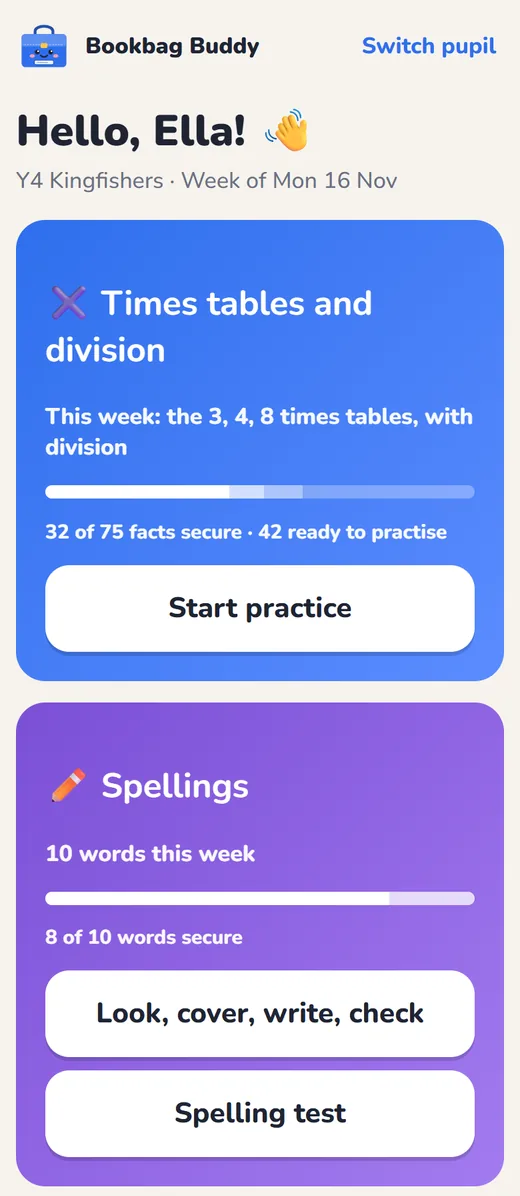 Bookbag Buddy
Switch pupil
Hello, Ella!
Y4 Kingfishers · Week of Mon 16 Nov
Times tables and
division
This week: the 3, 4, 8 times tables, with
division
32 of 75 facts secure · 42 ready to practise
Start practice
Spellings
10 words this week
8 of 10 words secure
Look, cover, write, check
Spelling test